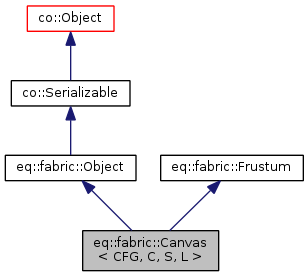 co::Object
co::Serializable
eq::fabric::Object
eq::fabric::Frustum
eq::fabric::Canvas
< CFG, C, S, L >